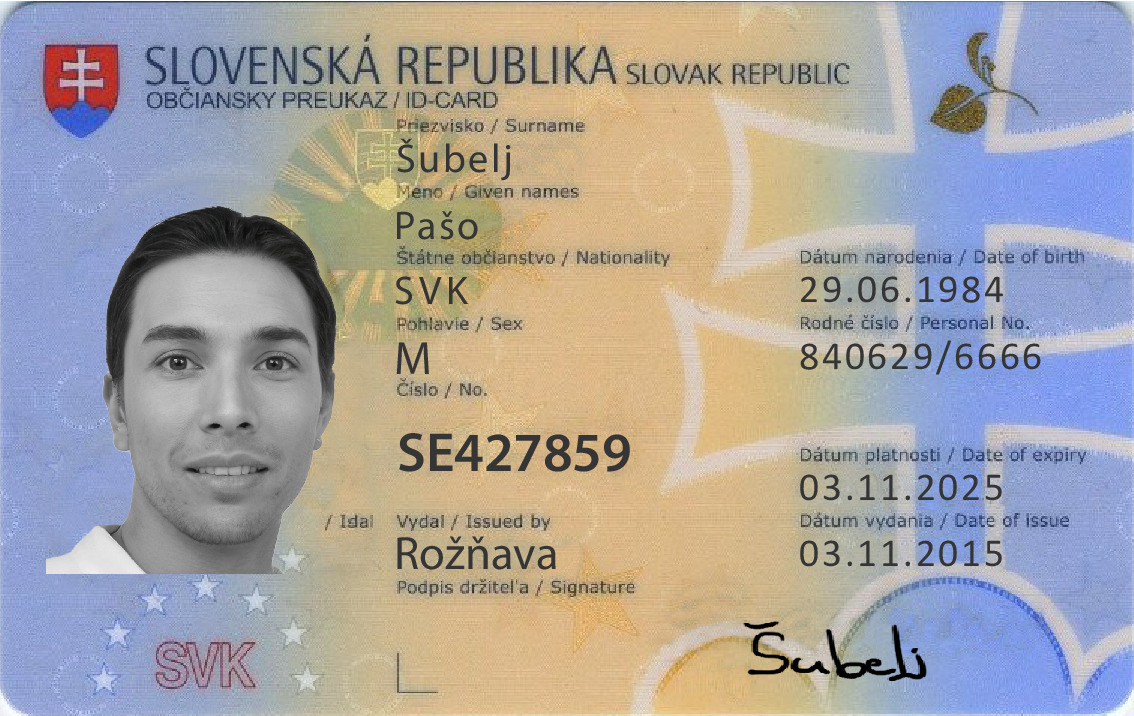 SLOVENSKÁ REPUBLIKA SLOVAK REPUBLIC
OBČIANSKY PREUKAZ / ID-CARD
Priezvisko / Surname
Šubelj
Meno / Given names
Pašo
Štátne občianstvo / Nationality
SVK
Dátum narodenia / Date of birth
29.06.1984
Pohlavie / Sex
M
Rodné číslo / Personal No.
840629/6666
Číslo / No.
SE427859
Dátum platnosti / Date of expiry
03.11.2025
/ Isdal Vydal / Issued by
Rožňava
Dátum vydania / Date of issue
03.11.2015
Podpis držiteľa / Signature
Šubelj
SVK